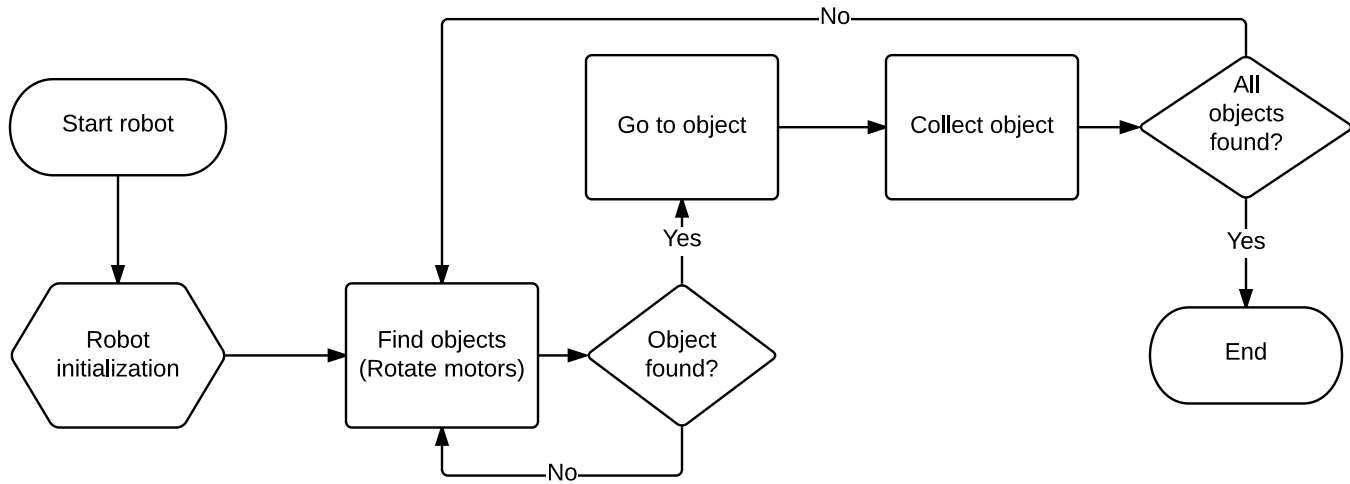 No
Start robot
Go to object
Collect object
All
objects
found?
Yes
Yes
Robot
initialization
Find objects
(Rotate motors)
Object
found?
End
No